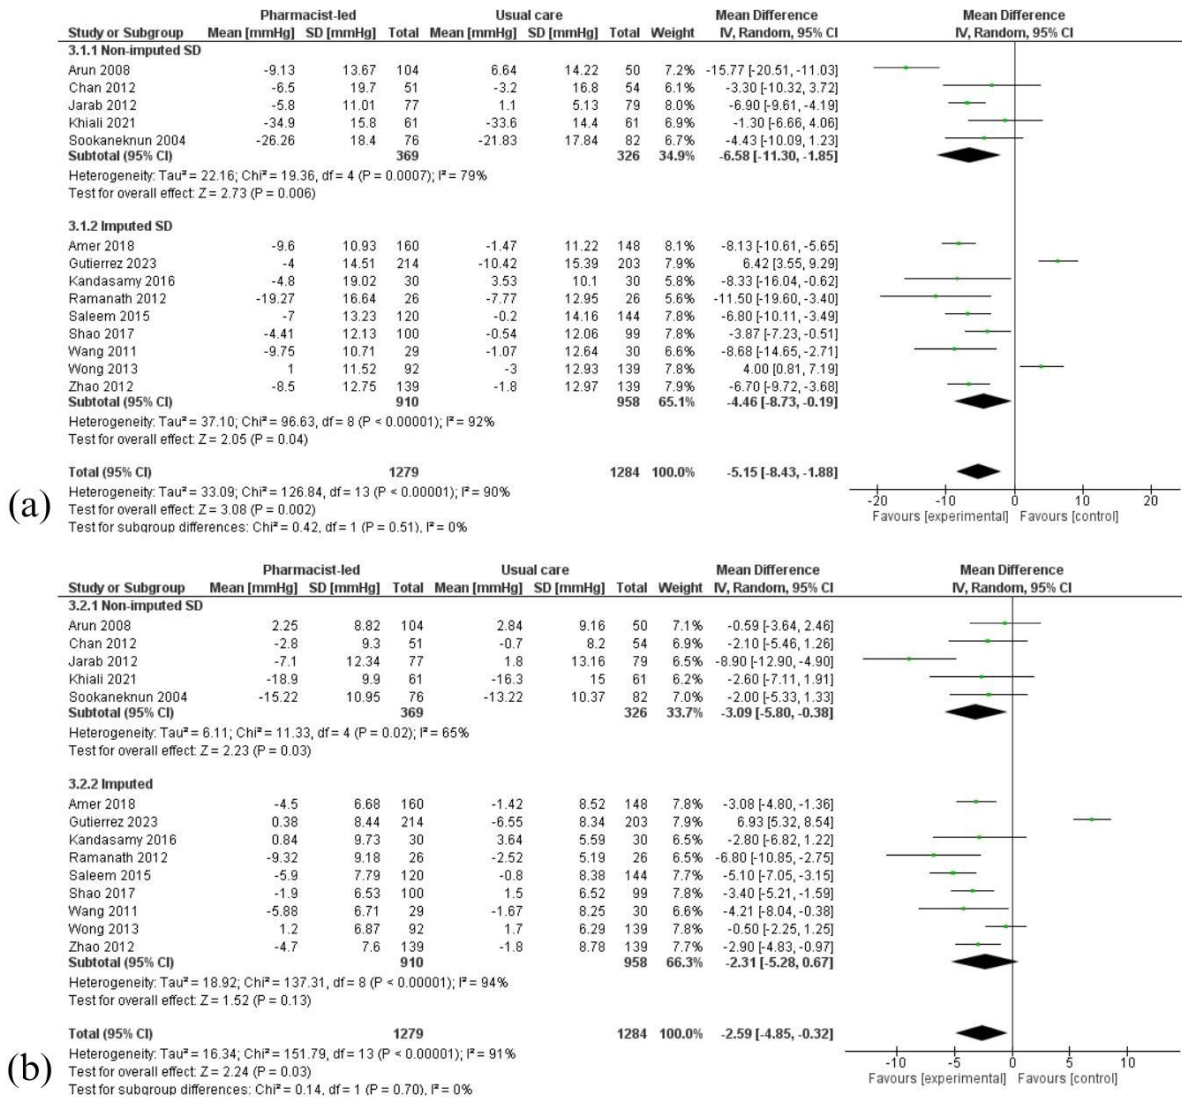 Pharmacist-led Usual care Mean Difference Mean Difference
Study or Subgroup Mean [mmHg] SD [mmHg] Total Mean [mmHg] SD [mmHg] Total Weight IV, Random, 95% CI IV, Random, 95% CI
3.1.1 Non-imputed SD
Arun 2008 -9.13 13.67 104 6.64 14.22 50 7.2% -15.77 [-20.51, -11.03]
Chan 2012 -6.5 19.7 51 -3.2 16.8 54 6.1% -3.30 [-10.32, 3.72]
Jarab 2012 -5.8 11.01 77 1.1 5.13 79 8.0% -6.90 [-9.61, -4.19]
Khiali 2021 -34.9 15.8 61 -33.6 14.4 61 6.9% -1.30 [-6.66, 4.06]
Sookaneknun 2004 -26.26 18.4 76 -21.83 17.84 82 6.7% -4.43 [-10.09, 1.23]
Subtotal (95% CI) 369 326 34.9% -6.58 [-11.30, -1.85]
Heterogeneity: Tau² = 22.16; Chi² = 19.36, df = 4 (P = 0.0007); I² = 79%
Test for overall effect: Z = 2.73 (P = 0.006)
3.1.2 Imputed SD
Amer 2018 -9.6 10.93 160 -1.47 11.22 148 8.1% -8.13 [-10.61, -5.65]
Gutierrez 2023 -4 14.51 214 -10.42 15.39 203 7.9% 6.42 [3.55, 9.29]
Kandasamy 2016 -4.8 19.02 30 3.53 10.1 30 5.8% -8.33 [-16.04, -0.62]
Ramanath 2012 -19.27 16.64 26 -7.77 12.95 26 5.6% -11.50 [-19.60, -3.40]
Saleem 2015 -7 13.23 120 -0.2 14.16 144 7.8% -6.80 [-10.11, -3.49]
Shao 2017 -4.41 12.13 100 -0.54 12.06 99 7.8% -3.87 [-7.23, -0.51]
Wang 2011 -9.75 10.71 29 -1.07 12.64 30 6.6% -8.68 [-14.65, -2.71]
Wong 2013 1 11.52 92 -3 12.93 139 7.8% 4.00 [0.81, 7.19]
Zhao 2012 -8.5 12.75 139 -1.8 12.97 139 7.9% -6.70 [-9.72, -3.68]
Subtotal (95% CI) 910 958 65.1% -4.46 [-8.73, -0.19]
Heterogeneity: Tau² = 37.10; Chi² = 96.63, df = 8 (P < 0.00001); I² = 92%
Test for overall effect: Z = 2.05 (P = 0.04)
Total (95% CI) 1279 1284 100.0% -5.15 [-8.43, -1.88]
Heterogeneity: Tau² = 33.09; Chi² = 126.84, df = 13 (P < 0.00001); I² = 90%
Test for overall effect: Z = 3.08 (P = 0.002)
Test for subgroup differences: Chi² = 0.42, df = 1 (P = 0.51), I² = 0%
-20 -10 0 10 20
Favours [experimental] Favours [control]
(a)
Pharmacist-led Usual care Mean Difference Mean Difference
Study or Subgroup Mean [mmHg] SD [mmHg] Total Mean [mmHg] SD [mmHg] Total Weight IV, Random, 95% CI IV, Random, 95% CI
3.2.1 Non-imputed SD
Arun 2008 2.25 8.82 104 2.84 9.16 50 7.1% -0.59 [-3.64, 2.46]
Chan 2012 -2.8 9.3 51 -0.7 8.2 54 6.9% -2.10 [-5.46, 1.26]
Jarab 2012 -7.1 12.34 77 1.8 13.16 79 6.5% -8.90 [-12.90, -4.90]
Khiali 2021 -18.9 9.9 61 -16.3 15 61 6.2% -2.60 [-7.11, 1.91]
Sookaneknun 2004 -15.22 10.95 76 -13.22 10.37 82 7.0% -2.00 [-5.33, 1.33]
Subtotal (95% CI) 369 326 33.7% -3.09 [-5.80, -0.38]
Heterogeneity: Tau² = 6.11; Chi² = 11.33, df = 4 (P = 0.02); I² = 65%
Test for overall effect: Z = 2.23 (P = 0.03)
3.2.2 Imputed
Amer 2018 -4.5 6.68 160 -1.42 8.52 148 7.8% -3.08 [-4.80, -1.36]
Gutierrez 2023 0.38 8.44 214 -6.55 8.34 203 7.9% 6.93 [5.32, 8.54]
Kandasamy 2016 0.84 9.73 30 3.64 5.59 30 6.5% -2.80 [-6.82, 1.22]
Ramanath 2012 -9.32 9.18 26 -2.52 5.19 26 6.5% -6.80 [-10.85, -2.75]
Saleem 2015 -5.9 7.79 120 -0.8 8.38 144 7.7% -5.10 [-7.05, -3.15]
Shao 2017 -1.9 6.53 100 1.5 6.52 99 7.8% -3.40 [-5.21, -1.59]
Wang 2011 -5.88 6.71 29 -1.67 8.25 30 6.6% -4.21 [-8.04, -0.38]
Wong 2013 1.2 6.87 92 1.7 6.29 139 7.8% -0.50 [-2.25, 1.25]
Zhao 2012 -4.7 7.6 139 -1.8 8.78 139 7.7% -2.90 [-4.83, -0.97]
Subtotal (95% CI) 910 958 66.3% -2.31 [-5.28, 0.67]
Heterogeneity: Tau² = 18.92; Chi² = 137.31, df = 8 (P < 0.00001); I² = 94%
Test for overall effect: Z = 1.52 (P = 0.13)
Total (95% CI) 1279 1284 100.0% -2.59 [-4.85, -0.32]
Heterogeneity: Tau² = 16.34; Chi² = 151.79, df = 13 (P < 0.00001); I² = 91%
Test for overall effect: Z = 2.24 (P = 0.03)
Test for subgroup differences: Chi² = 0.14, df = 1 (P = 0.70), I² = 0%
-10 -5 0 5 10
Favours [experimental] Favours [control]
(b)